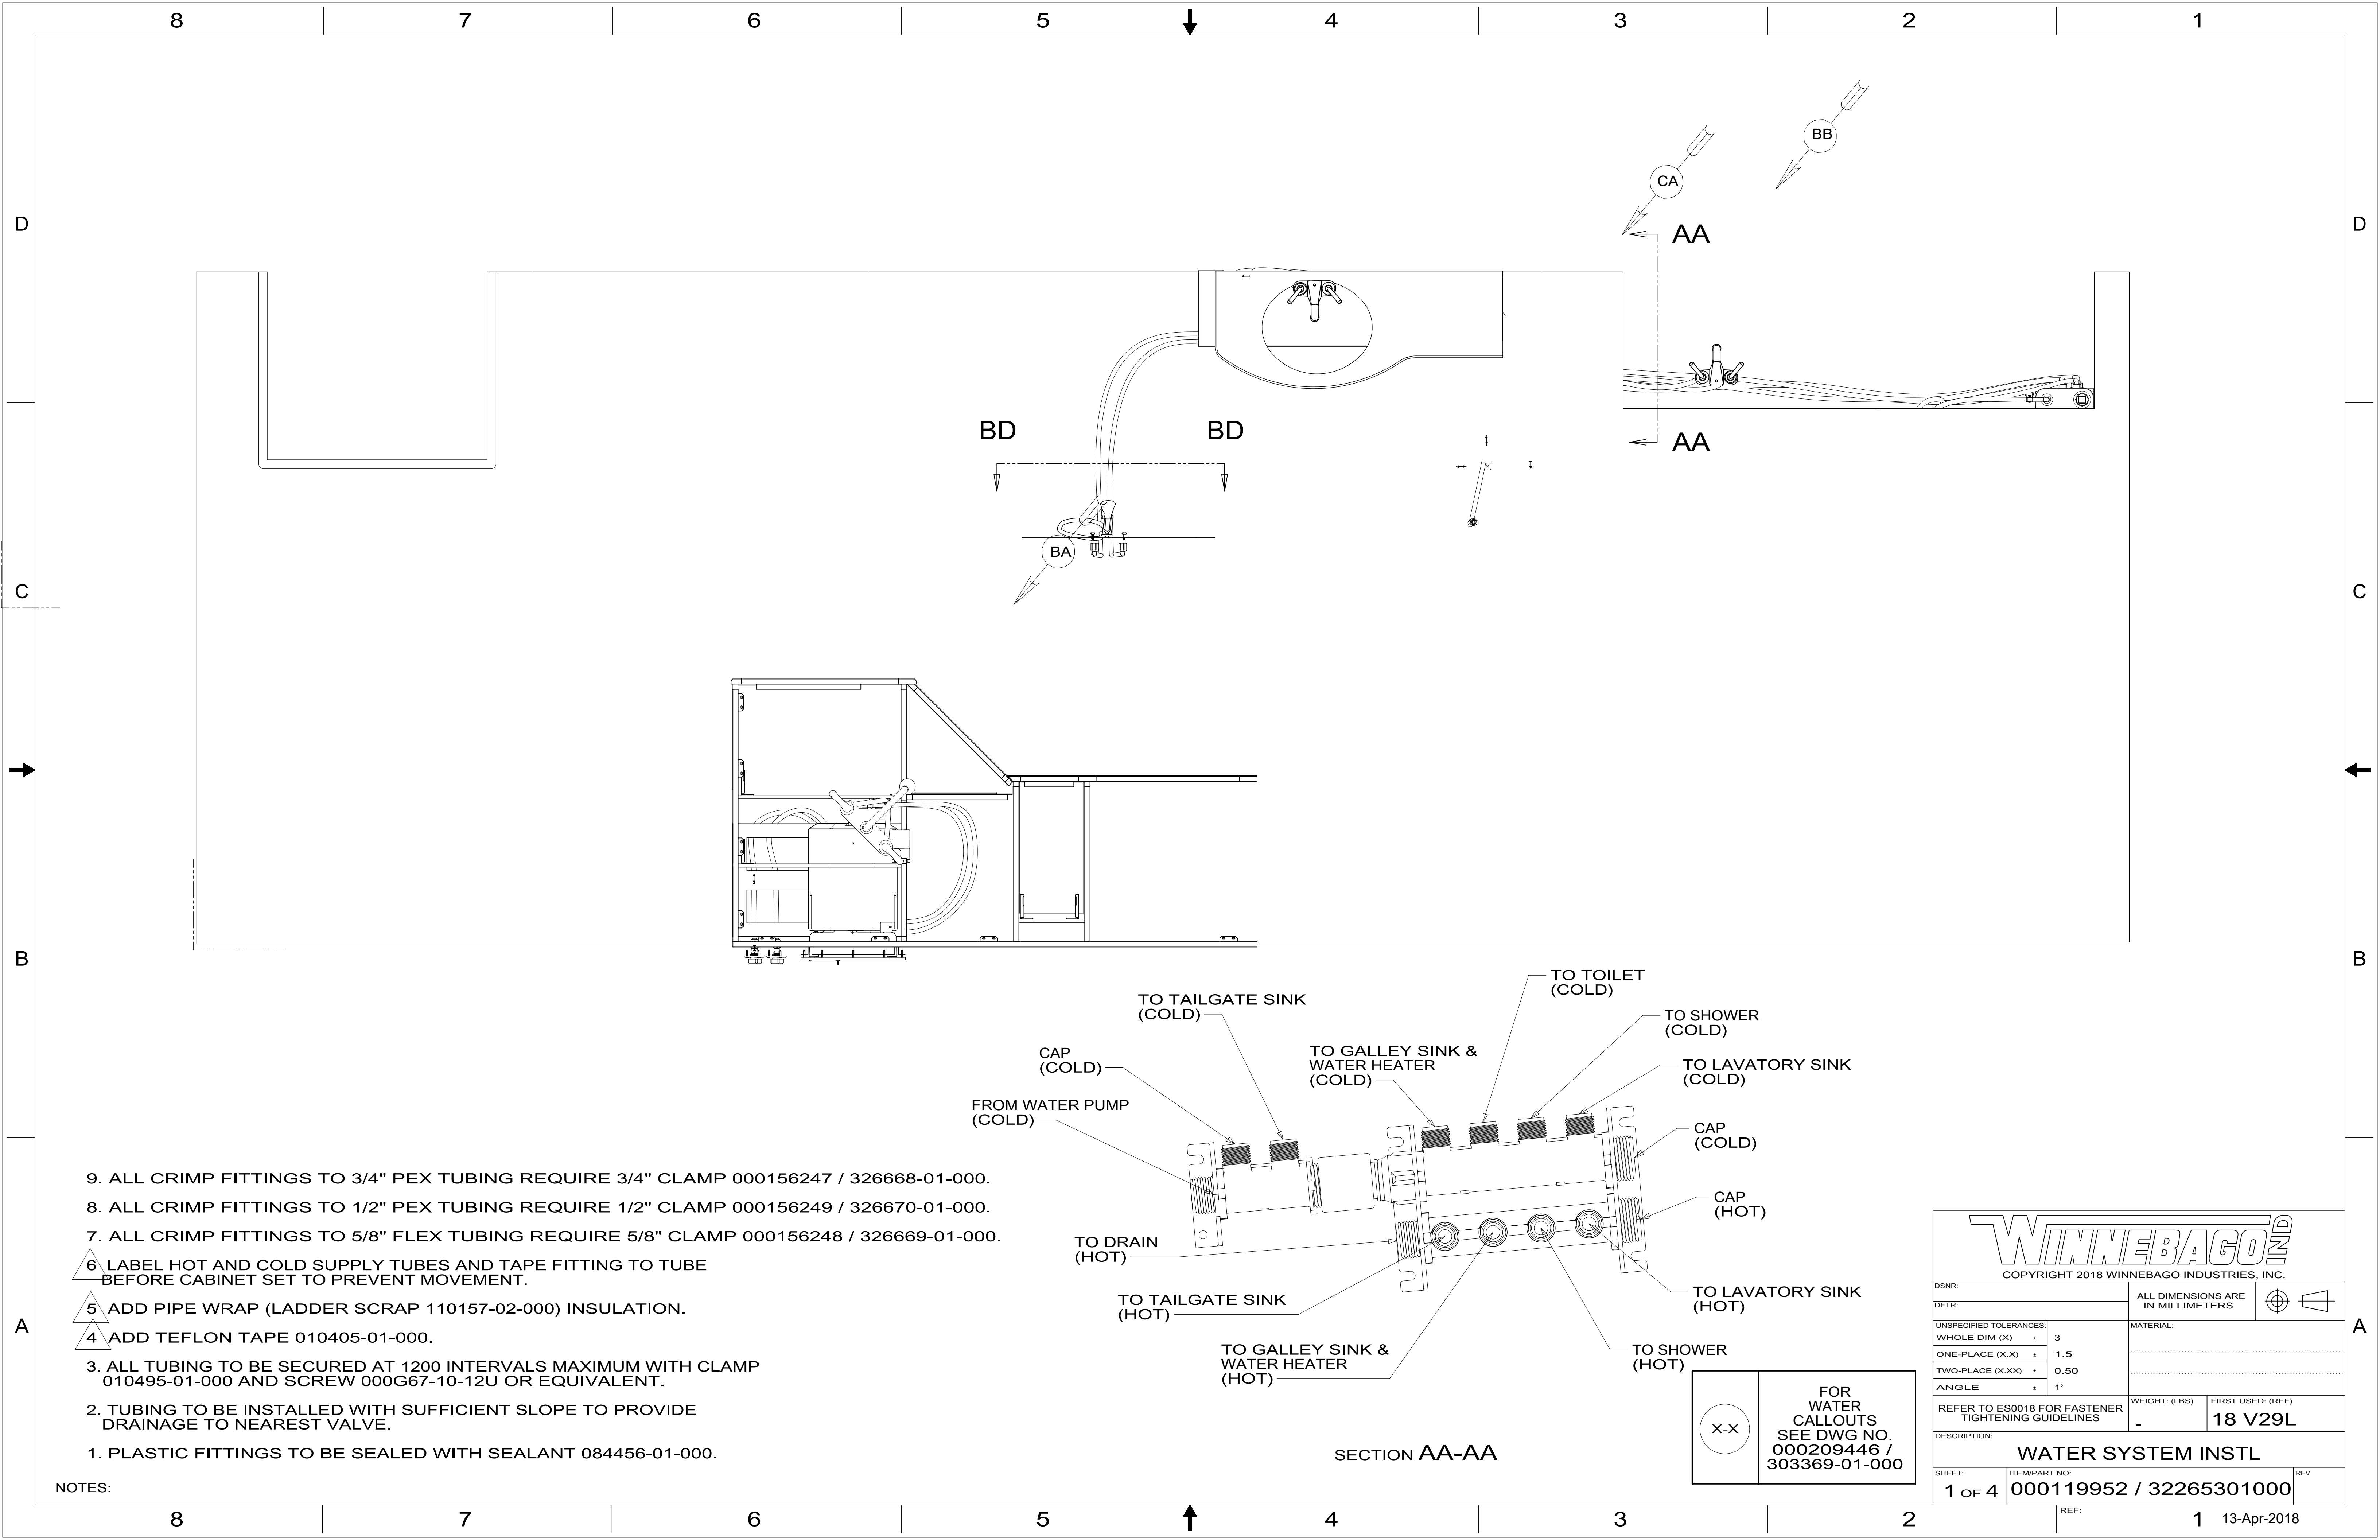 8 7 6 5 4 3 2 1
D
D
BB
CA
AA
BD BD
AA
BA
C
C
B
B
TO TOILET
(COLD)
TO TAILGATE SINK
(COLD)
TO SHOWER
(COLD)
CAP
(COLD)
TO GALLEY SINK &
WATER HEATER
(COLD)
TO LAVATORY SINK
(COLD)
FROM WATER PUMP
(COLD)
CAP
(COLD)
CAP
(HOT)
TO DRAIN
(HOT)
TO TAILGATE SINK
(HOT)
TO LAVATORY SINK
(HOT)
TO GALLEY SINK &
WATER HEATER
(HOT)
TO SHOWER
(HOT)
SECTION AA-AA
9. ALL CRIMP FITTINGS TO 3/4" PEX TUBING REQUIRE 3/4" CLAMP 000156247 / 326668-01-000.
8. ALL CRIMP FITTINGS TO 1/2" PEX TUBING REQUIRE 1/2" CLAMP 000156249 / 326670-01-000.
7. ALL CRIMP FITTINGS TO 5/8" FLEX TUBING REQUIRE 5/8" CLAMP 000156248 / 326669-01-000.
6 LABEL HOT AND COLD SUPPLY TUBES AND TAPE FITTING TO TUBE
BEFORE CABINET SET TO PREVENT MOVEMENT.
5 ADD PIPE WRAP (LADDER SCRAP 110157-02-000) INSULATION.
4 ADD TEFLON TAPE 010405-01-000.
3. ALL TUBING TO BE SECURED AT 1200 INTERVALS MAXIMUM WITH CLAMP
010495-01-000 AND SCREW 000G67-10-12U OR EQUIVALENT.
2. TUBING TO BE INSTALLED WITH SUFFICIENT SLOPE TO PROVIDE
DRAINAGE TO NEAREST VALVE.
1. PLASTIC FITTINGS TO BE SEALED WITH SEALANT 084456-01-000.
NOTES:
A
A
X-X
FOR
WATER
CALLOUTS
SEE DWG NO.
000209446 /
303369-01-000
WINNEBAGO IND
COPYRIGHT 2018 WINNEBAGO INDUSTRIES, INC.
DSNR:
DFTR:
ALL DIMENSIONS ARE
IN MILLIMETERS
UNSPECIFIED TOLERANCES:
WHOLE DIM (X) ± 3
ONE-PLACE (X.X) ± 1.5
TWO-PLACE (X.XX) ± 0.50
ANGLE ± 1°
MATERIAL:
REFER TO ES0018 FOR FASTENER
TIGHTENING GUIDELINES
WEIGHT: (LBS)
-
FIRST USED: (REF)
18 V29L
DESCRIPTION:
WATER SYSTEM INSTL
SHEET:
1 OF 4
ITEM/PART NO:
000119952 / 32265301000
REV
REF:
8 7 6 5 4 3 2 1
13-Apr-2018